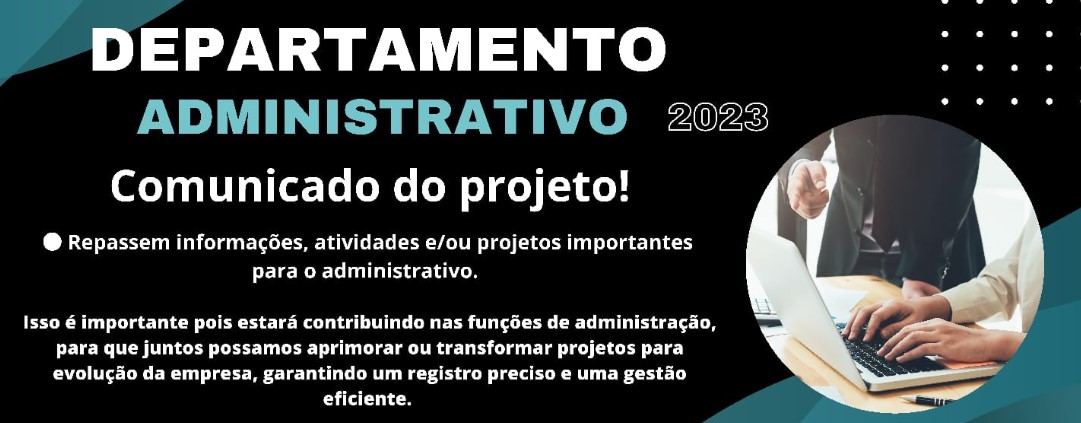 DEPARTAMENTO
ADMINISTRATIVO 2023
Comunicado do projeto!
● Repassem informações, atividades e/ou projetos importantes
para o administrativo.
Isso é importante pois estará contribuindo nas funções de administração,
para que juntos possamos aprimorar ou transformar projetos para
evolução da empresa, garantindo um registro preciso e uma gestão
eficiente.